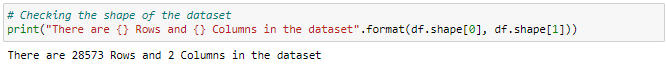 # Checking the shape of the dataset
print("There are {} Rows and {} Columns in the dataset".format(df.shape[0], df.shape[1]))
There are 28573 Rows and 2 Columns in the dataset